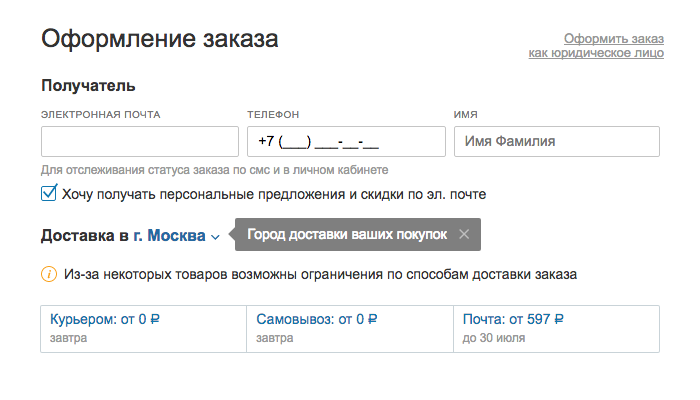 Оформление заказа
Оформить заказ
как юридическое лицо
Получатель
ЭЛЕКТРОННАЯ ПОЧТА
ТЕЛЕФОН
ИМЯ
+7 (___) ___-__-__
Имя Фамилия
Для отслеживания статуса заказа по смс и в личном кабинете
Хочу получать персональные предложения и скидки по эл. почте
Доставка в г. Москва
Город доставки ваших покупок ×
Из-за некоторых товаров возможны ограничения по способам доставки заказа
Курьером: от 0 ₽
завтра
Самовывоз: от 0 ₽
завтра
Почта: от 597 ₽
до 30 июля